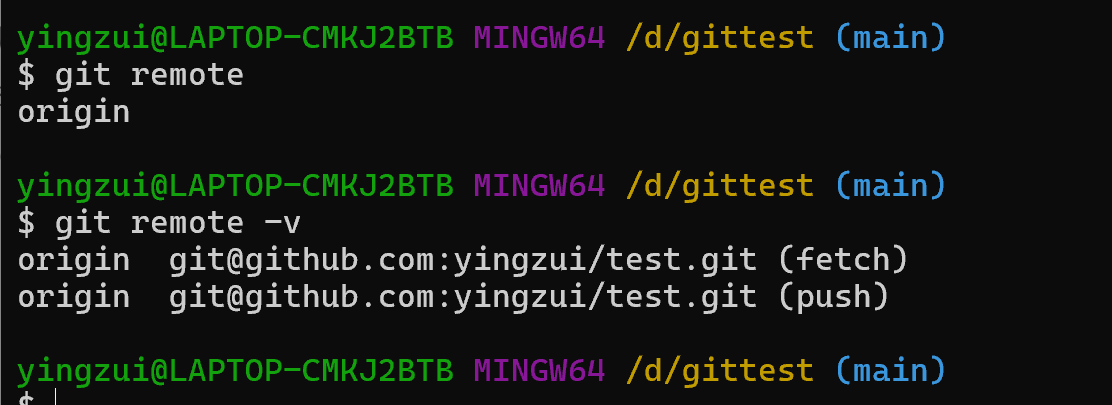 yingzui@LAPTOP-CMKJ2BTB MINGW64 /d/gittest (main)
$ git remote
origin
yingzui@LAPTOP-CMKJ2BTB MINGW64 /d/gittest (main)
$ git remote -v
origin  git@github.com:yingzui/test.git (fetch)
origin  git@github.com:yingzui/test.git (push)
yingzui@LAPTOP-CMKJ2BTB MINGW64 /d/gittest (main)
$